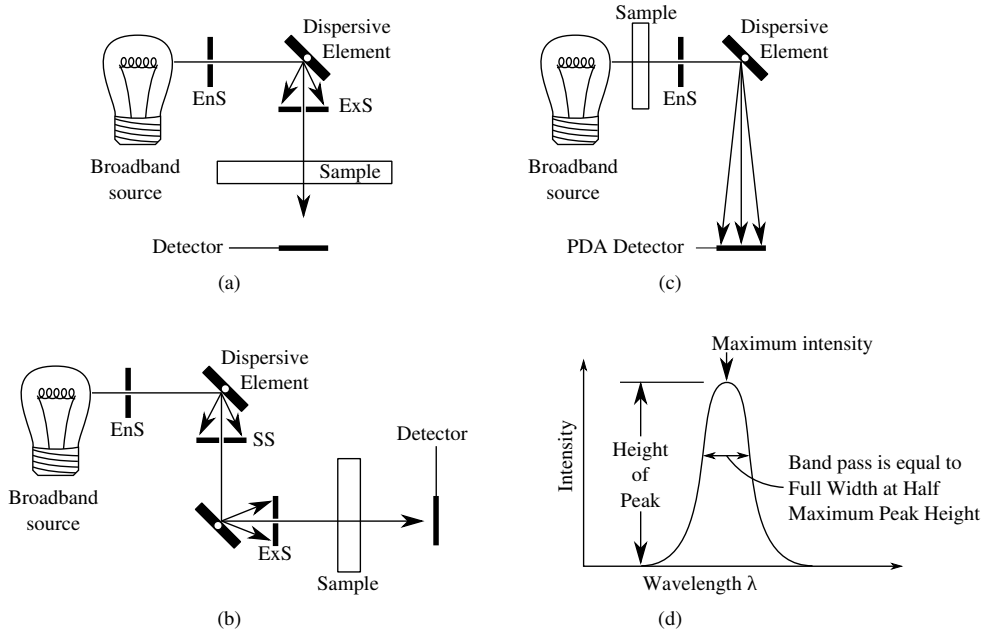 Dispersive
Element
EnS
ExS
Broadband
source
Sample
Detector
(a)
Sample
Dispersive
Element
EnS
Broadband
source
PDA Detector
(c)
Dispersive
Element
EnS
SS
Detector
Broadband
source
ExS
Sample
(b)
Maximum intensity
Intensity
Height
of
Peak
Band pass is equal to
Full Width at Half
Maximum Peak Height
Wavelength λ
(d)